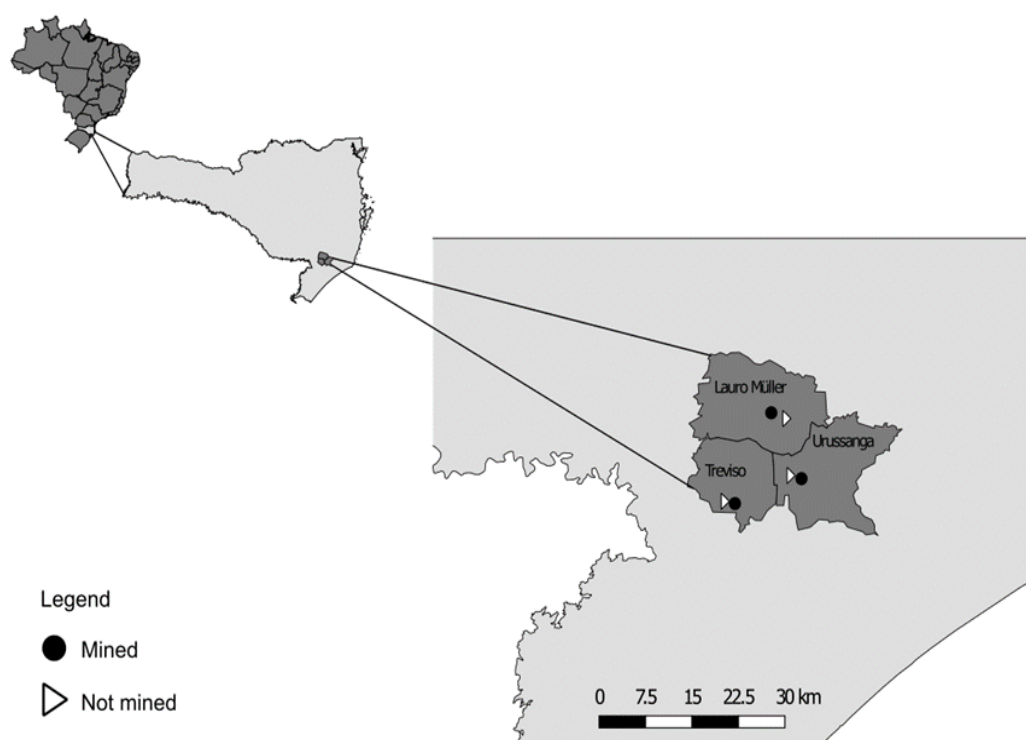 Lauro Müller
Urussanga
Treviso
Legend
Mined
Not mined
0 7.5 15 22.5 30 km